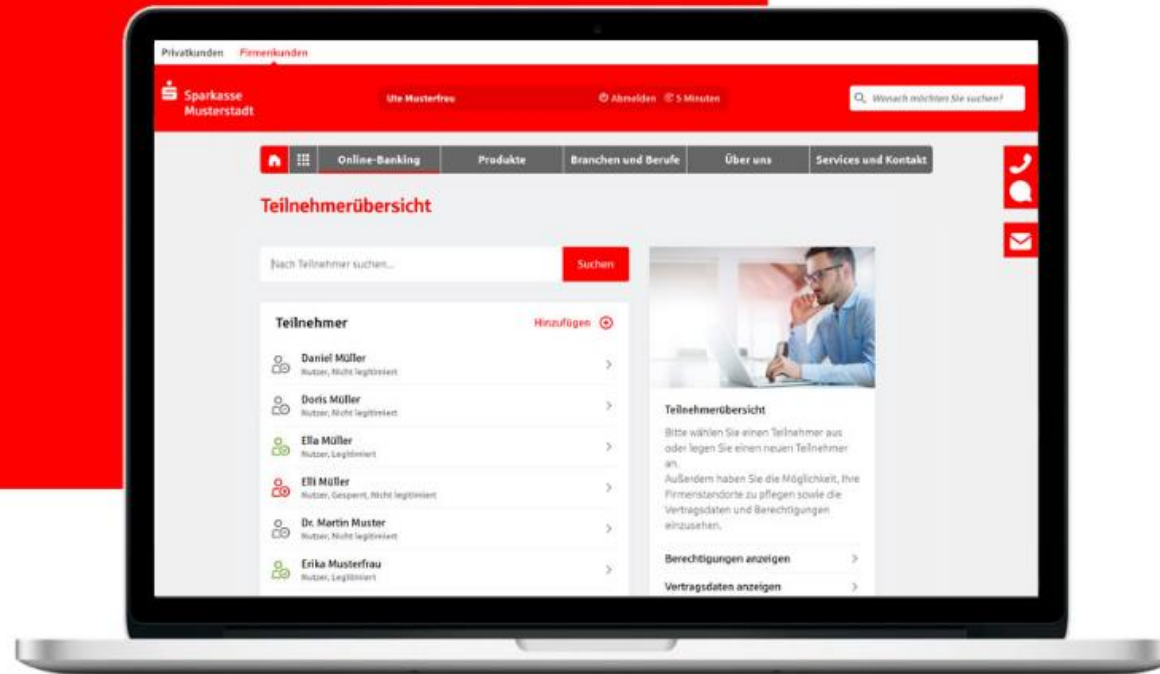 Privatkunden Firmenkunden
Sparkasse
Musterstadt
Ute Musterfrau
Abmelden 5 Minuten
Wonach möchten Sie suchen?
Online-Banking Produkte Branchen und Berufe Über uns Services und Kontakt
Teilnehmerübersicht
Nach Teilnehmer suchen... Suchen
Teilnehmer Hinzufügen
Daniel Müller
Nutzer, Nicht legitimiert
Doris Müller
Nutzer, Nicht legitimiert
Ella Müller
Nutzer, Legitimiert
Elli Müller
Nutzer, Gesperrt, Nicht legitimiert
Dr. Martin Muster
Nutzer, Nicht legitimiert
Erika Musterfrau
Nutzer, Legitimiert
Teilnehmerübersicht
Bitte wählen Sie einen Teilnehmer aus
oder legen Sie einen neuen Teilnehmer
an.
Außerdem haben Sie die Möglichkeit, Ihre
Firmenstandorte zu pflegen sowie die
Vertragsdaten und Berechtigungen
einzusehen.
Berechtigungen anzeigen
Vertragsdaten anzeigen